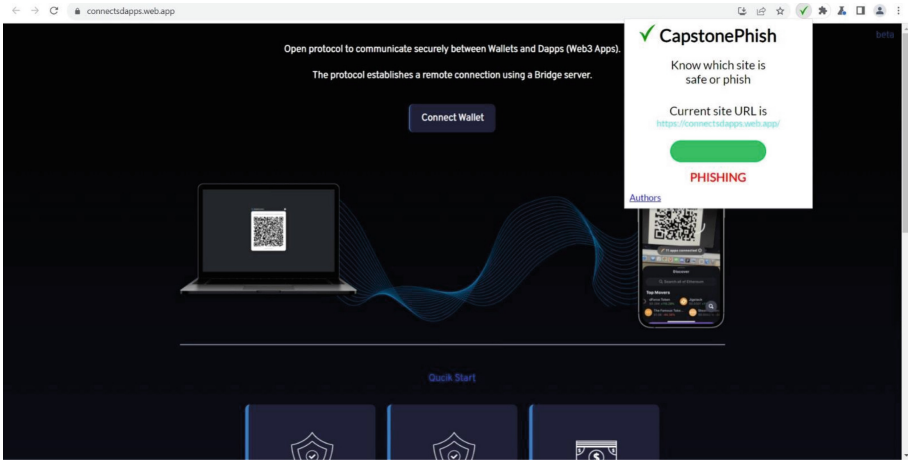 connectsdapps.web.app
beta
Open protocol to communicate securely between Wallets and Dapps (Web3 Apps).
The protocol establishes a remote connection using a Bridge server.
Connect Wallet
CapstonePhish
Know which site is
safe or phish
Current site URL is
https://connectsdapps.web.app/
PHISHING
Authors
Discover
Top Movers
Qucik Start